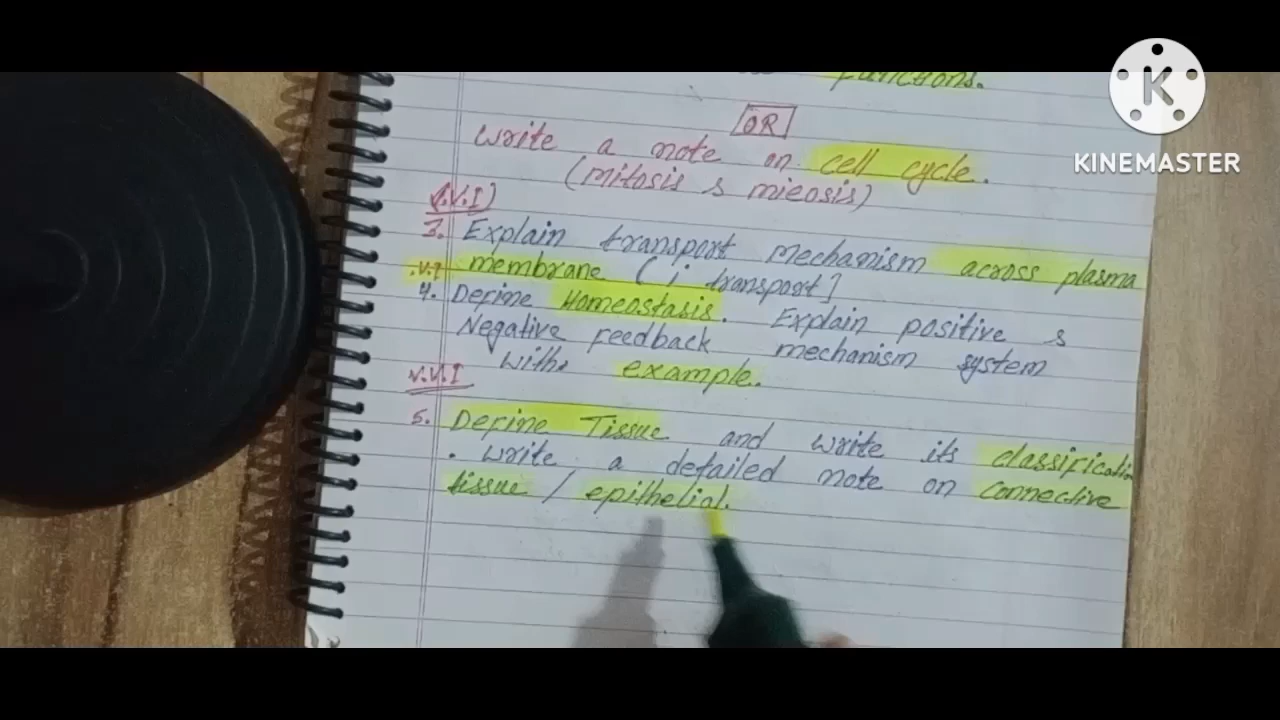 Functions.
OR
Write a note on cell cycle.
(mitosis & mieosis)
(V.V.I)
3. Explain transport mechanism across plasma
.V.I membrane ( ; transport]
4. Define Homeostasis. Explain positive &
Negative Feedback mechanism system
with example.
V.V.I
5. Define Tissue and write its classification
. write a detailed note on connective
tissue / epithelial.
K
KINEMASTER